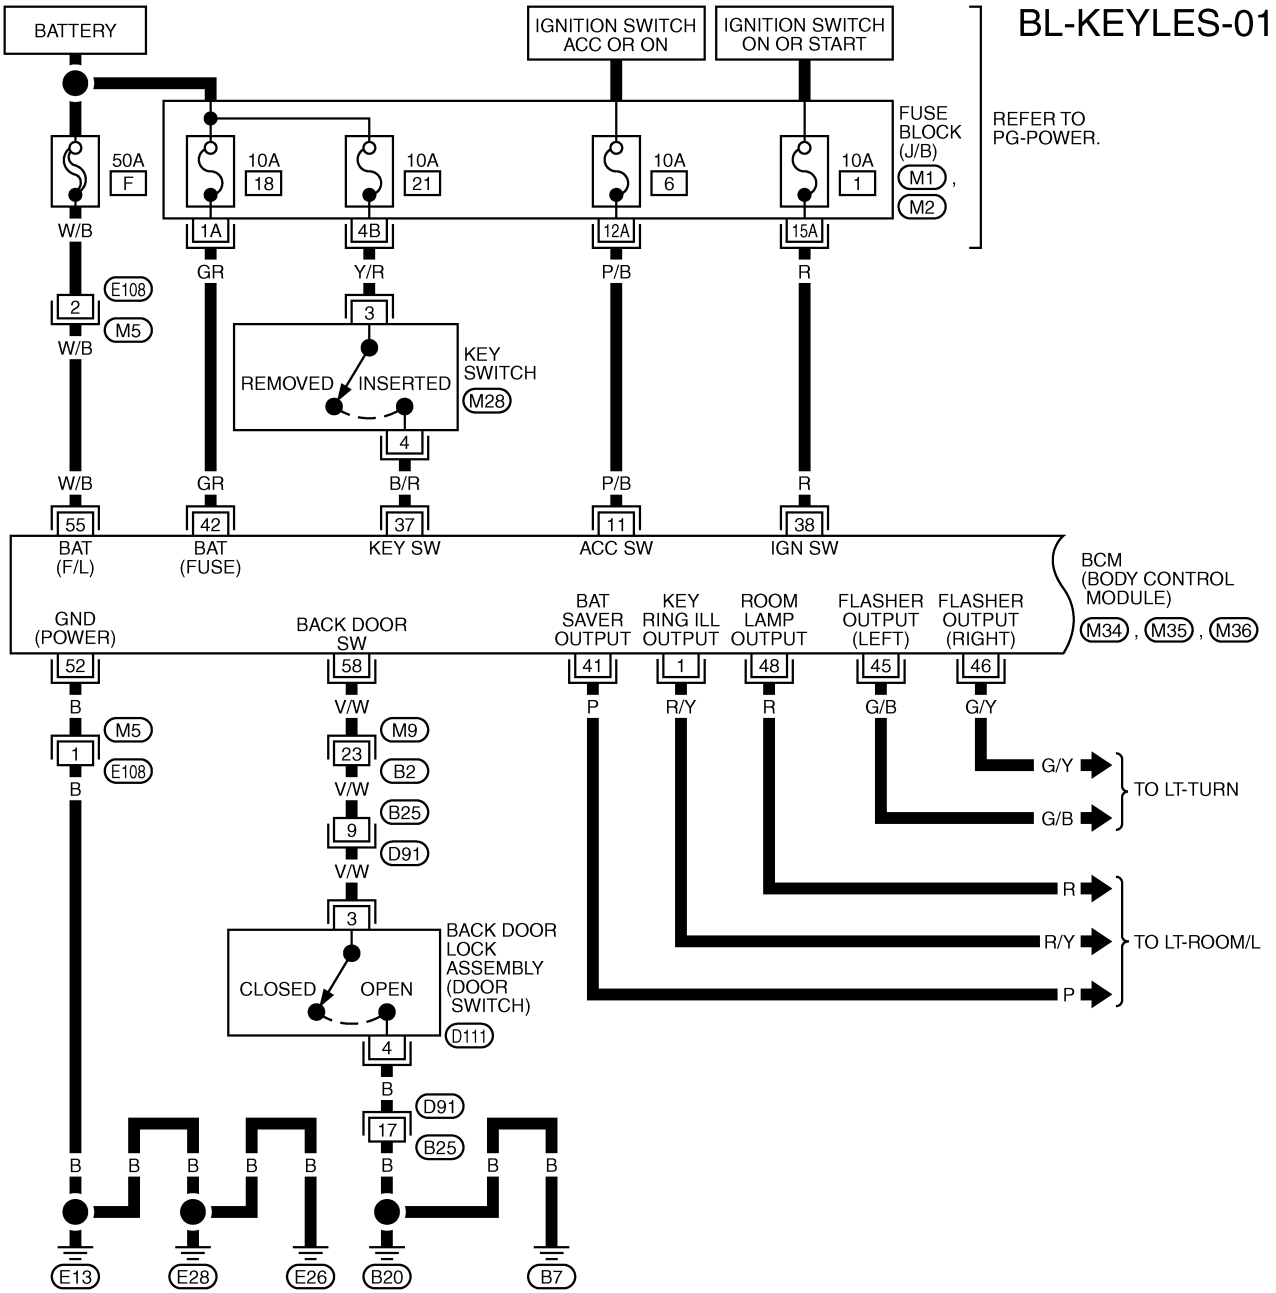 BL-KEYLES-01
BATTERY
IGNITION SWITCH
ACC OR ON
IGNITION SWITCH
ON OR START
REFER TO
PG-POWER.
FUSE
BLOCK
(J/B)
M1 ,
M2
50A
F
10A
18
10A
21
10A
6
10A
1
W/B
1A
4B
12A
15A
GR
Y/R
P/B
R
2
E108
M5
W/B
3
KEY
SWITCH
M28
REMOVED
INSERTED
4
W/B
GR
B/R
P/B
R
55
42
37
11
38
BAT
(F/L)
BAT
(FUSE)
KEY SW
ACC SW
IGN SW
BCM
(BODY CONTROL
MODULE)
M34 , M35 , M36
GND
(POWER)
BACK DOOR
SW
BAT
SAVER
OUTPUT
KEY
RING ILL
OUTPUT
ROOM
LAMP
OUTPUT
FLASHER
OUTPUT
(LEFT)
FLASHER
OUTPUT
(RIGHT)
52
58
41
1
48
45
46
B
V/W
P
R/Y
R
G/B
G/Y
1
M5
E108
B
23
M9
B2
V/W
9
B25
D91
V/W
3
G/Y
G/B
TO LT-TURN
R
R/Y
P
TO LT-ROOM/L
BACK DOOR
LOCK
ASSEMBLY
(DOOR
SWITCH)
D111
CLOSED
OPEN
4
B
17
D91
B25
B
B
B
B
B
B
B
B
E13
E28
E26
B20
B7